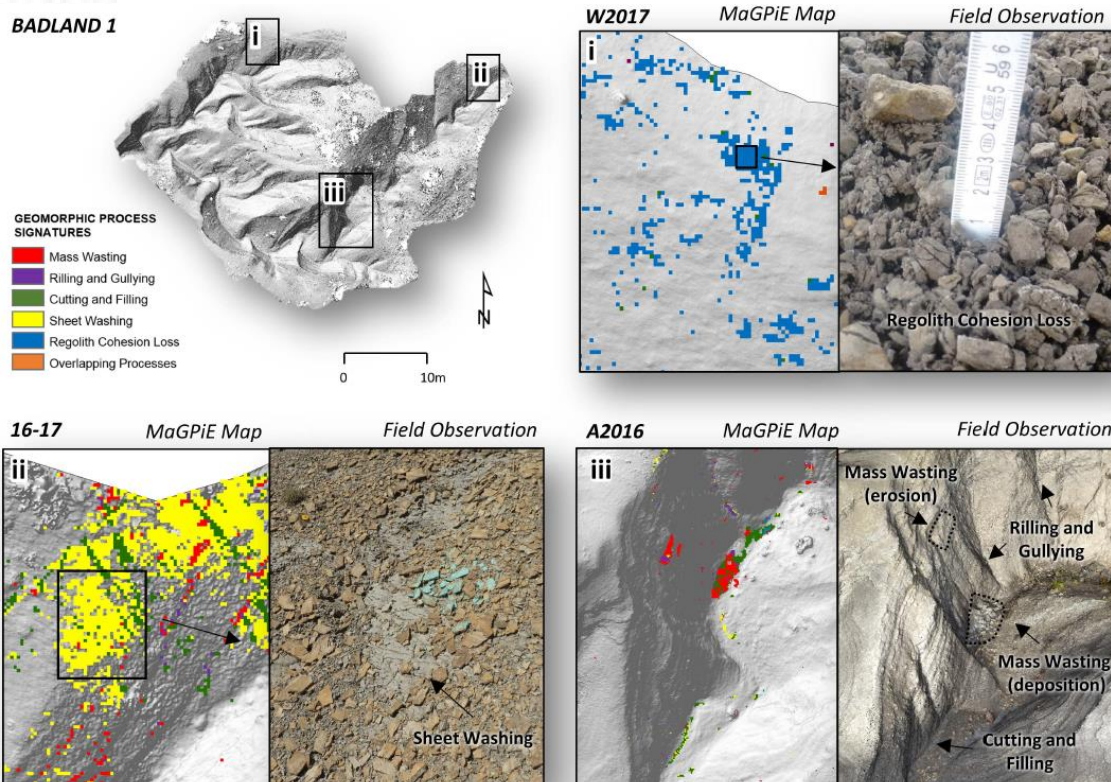 BADLAND 1
i
ii
iii
GEOMORPHIC PROCESS
SIGNATURES
Mass Wasting
Rilling and Gullying
Cutting and Filling
Sheet Washing
Regolith Cohesion Loss
Overlapping Processes
N
0 10m
W2017 MaGPiE Map Field Observation
i
Regolith Cohesion Loss
16-17 MaGPiE Map Field Observation
ii
Sheet Washing
A2016 MaGPiE Map Field Observation
iii
Mass Wasting
(erosion)
Rilling and
Gullying
Mass Wasting
(deposition)
Cutting and
Filling